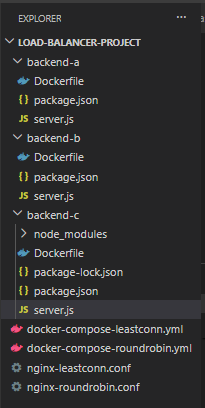 EXPLORER
LOAD-BALANCER-PROJECT
backend-a
Dockerfile
package.json
server.js
backend-b
Dockerfile
package.json
server.js
backend-c
node_modules
Dockerfile
package-lock.json
package.json
server.js
docker-compose-leastconn.yml
docker-compose-roundrobin.yml
nginx-leastconn.conf
nginx-roundrobin.conf